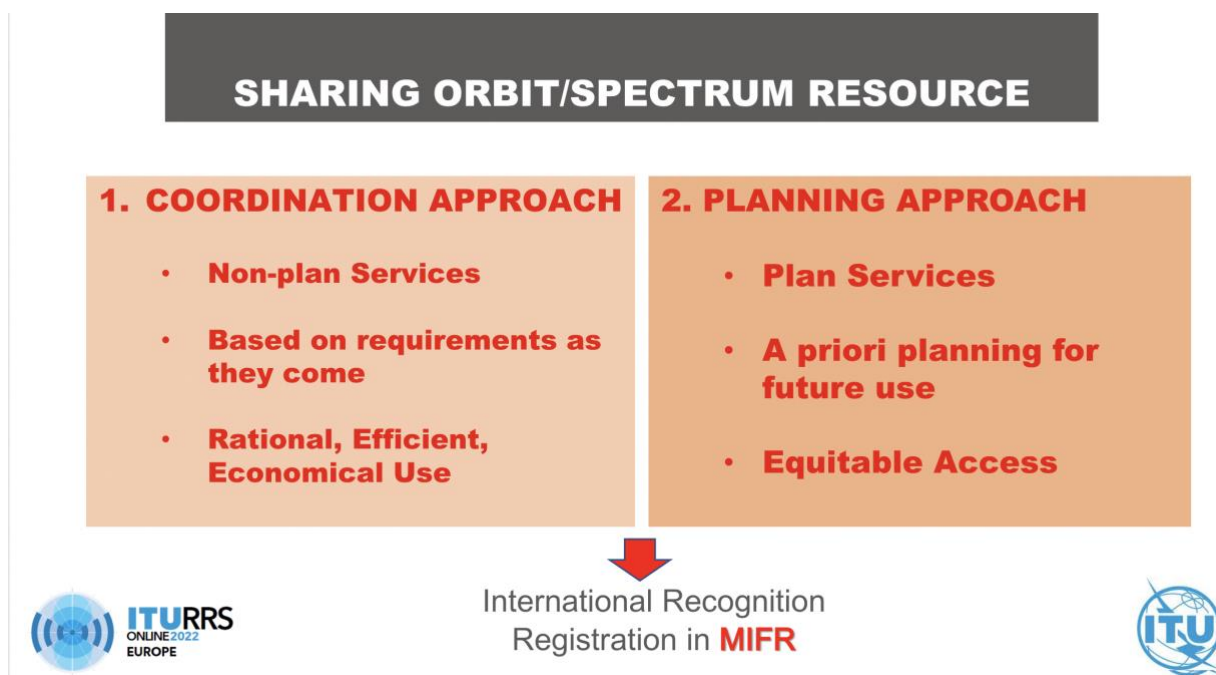 SHARING ORBIT/SPECTRUM RESOURCE
1. COORDINATION APPROACH
• Non-plan Services
• Based on requirements as
they come
• Rational, Efficient,
Economical Use
2. PLANNING APPROACH
• Plan Services
• A priori planning for
future use
• Equitable Access
International Recognition
Registration in MIFR
ITURRS
ONLINE2022
EUROPE
ITU